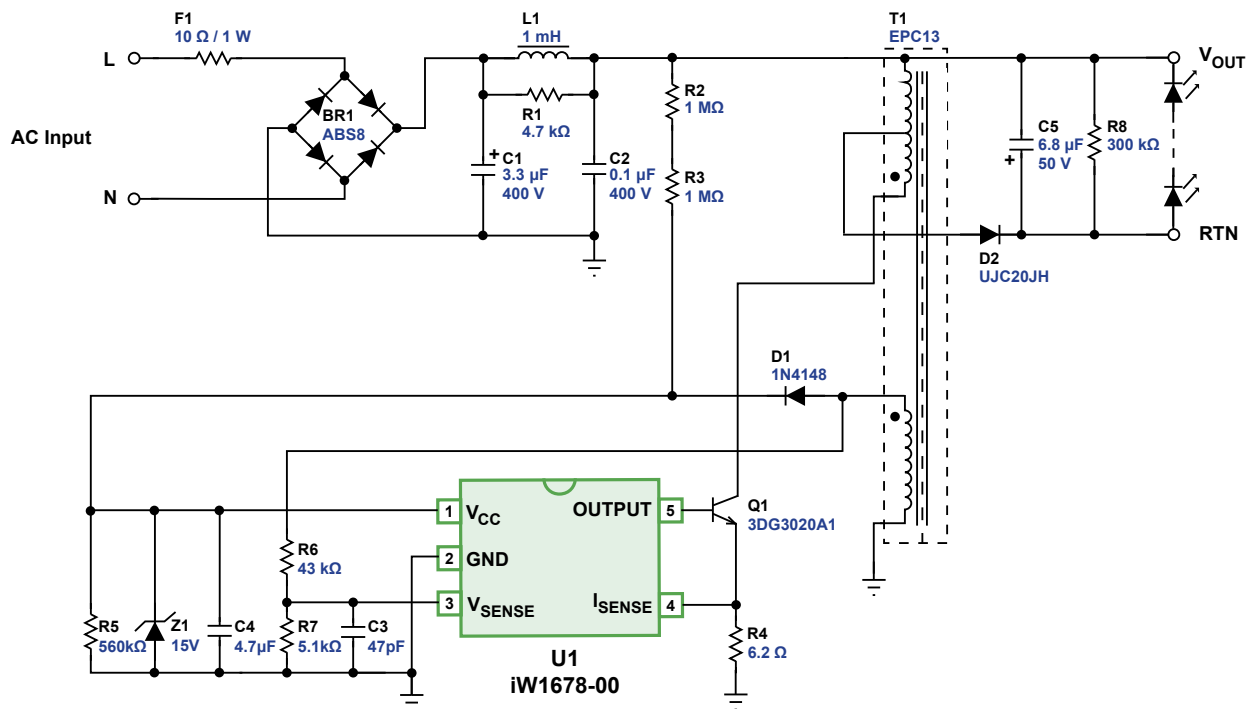 F1
10 Ω / 1 W
L
AC Input
N
BR1
ABS8
L1
1 mH
R1
4.7 kΩ
+
C1
3.3 µF
400 V
C2
0.1 µF
400 V
R2
1 MΩ
R3
1 MΩ
T1
EPC13
C5
6.8 µF
50 V
+
R8
300 kΩ
VOUT
RTN
D2
UJC20JH
D1
1N4148
1
VCC
2
GND
3
VSENSE
OUTPUT
5
ISENSE
4
Q1
3DG3020A1
R4
6.2 Ω
R6
43 kΩ
R5
560kΩ
Z1
15V
C4
4.7µF
R7
5.1kΩ
C3
47pF
U1
iW1678-00